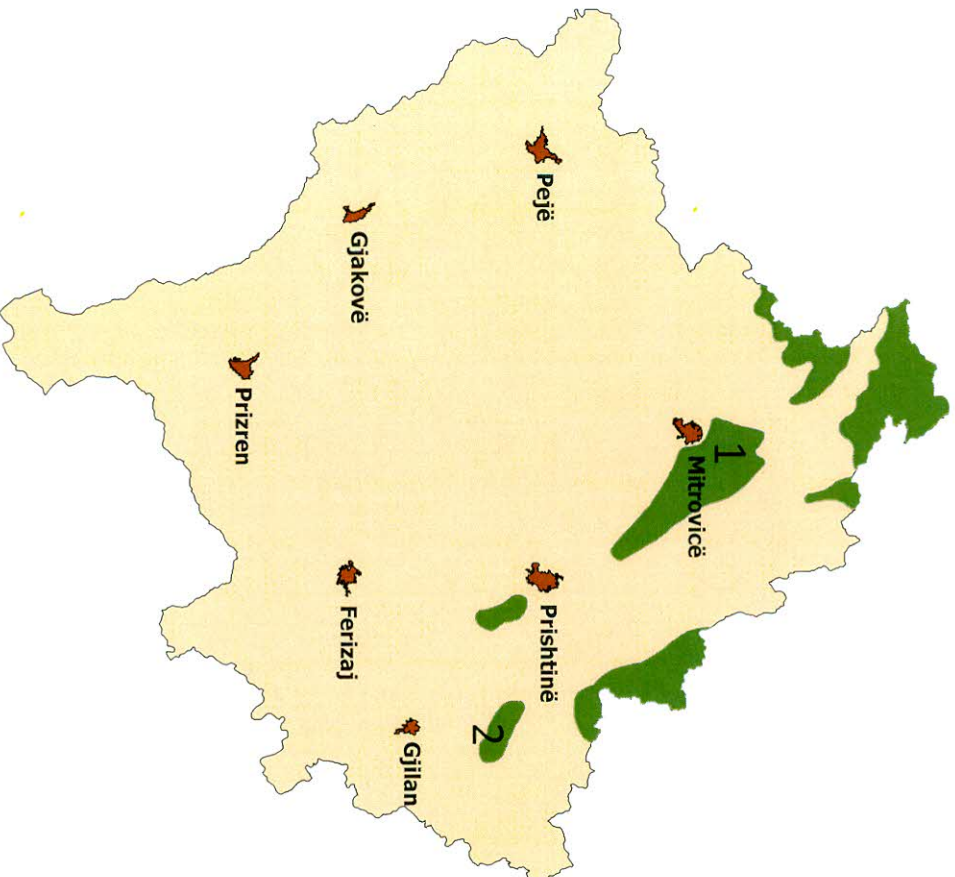 Pejë
Gjakovë
Prizren
1
Mitrovicë
Prishtinë
Ferizaj
2
Gjilan